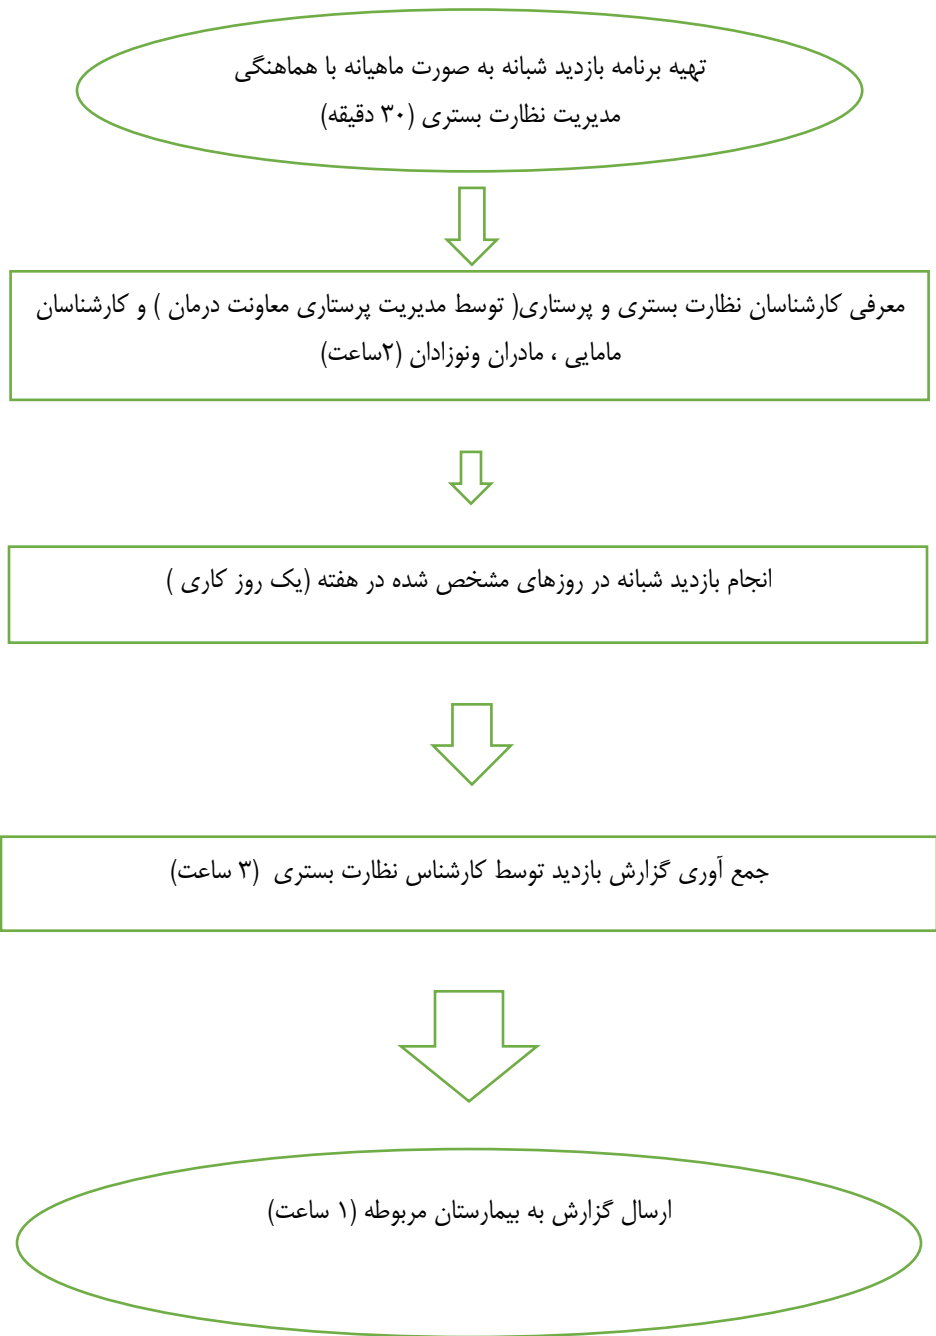 تهیه برنامه بازدید شبانه به صورت ماهیانه با هماهنگی
مدیریت نظارت بستری (۳۰ دقیقه)
معرفی کارشناسان نظارت بستری و پرستاری( توسط مدیریت پرستاری معاونت درمان ) و کارشناسان
مامایی ، مادران ونوزادان (۲ساعت)
انجام بازدید شبانه در روزهای مشخص شده در هفته (یک روز کاری )
جمع آوری گزارش بازدید توسط کارشناس نظارت بستری (۳ ساعت)
ارسال گزارش به بیمارستان مربوطه (۱ ساعت)